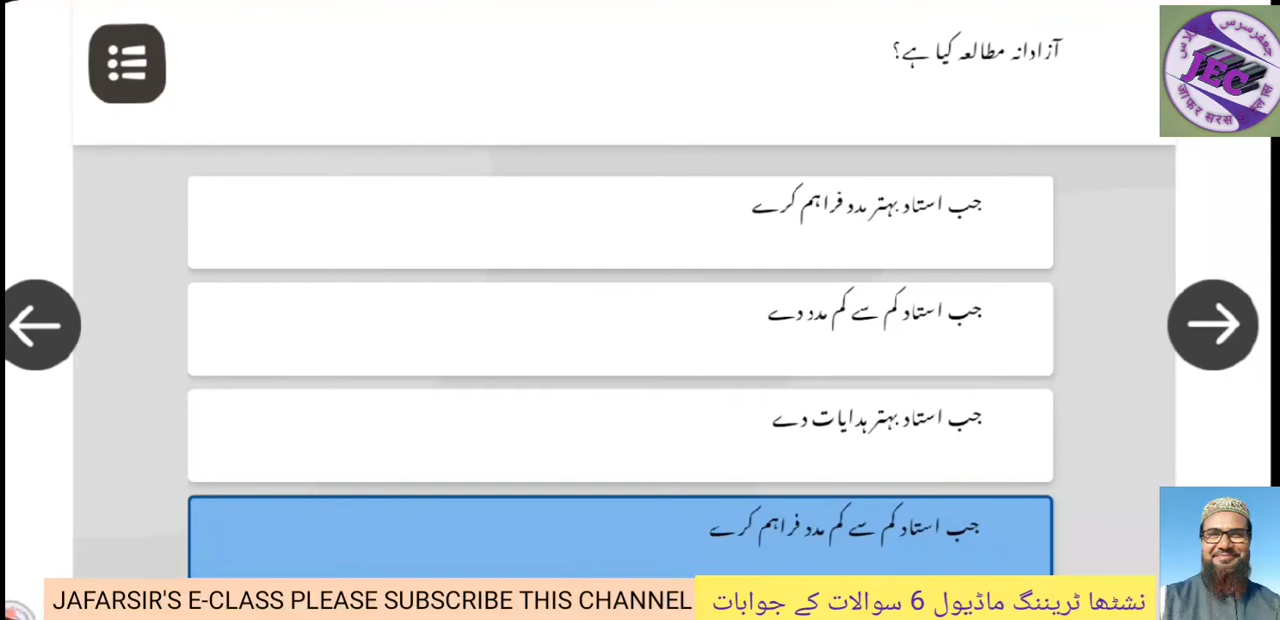 آزادانہ مطالعہ کیا ہے؟
جب استاد بہتر مدد فراہم کرے
جب استاد کم سے کم مدد دے
جب استاد بہتر ہدایات دے
جب استاد کم سے کم مدد فراہم کرے
JAFARSIR'S E-CLASS PLEASE SUBSCRIBE THIS CHANNEL
نشٹھا ٹریننگ ماڈیول 6 سوالات کے جوابات
JEC